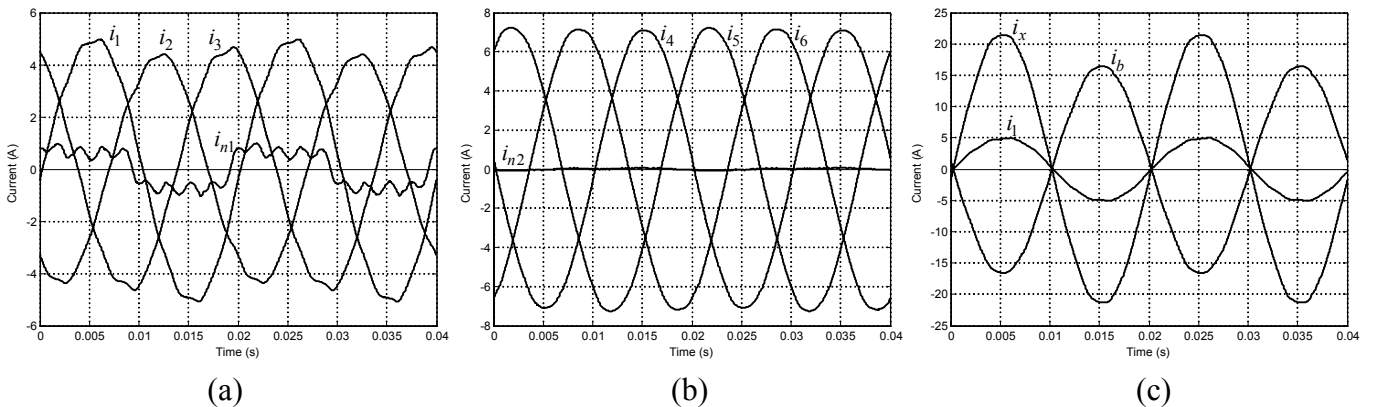 6
4
2
0
-2
-4
-6
0 0.005 0.01 0.015 0.02 0.025 0.03 0.035 0.04
Current (A)
Time (s)
i1
i2
i3
in1
(a)
8
6
4
2
0
-2
-4
-6
-8
0 0.005 0.01 0.015 0.02 0.025 0.03 0.035 0.04
Current (A)
Time (s)
i4
i5
i6
in2
(b)
25
20
15
10
5
0
-5
-10
-15
-20
-25
0 0.005 0.01 0.015 0.02 0.025 0.03 0.035 0.04
Current (A)
Time (s)
ix
ib
i1
(c)